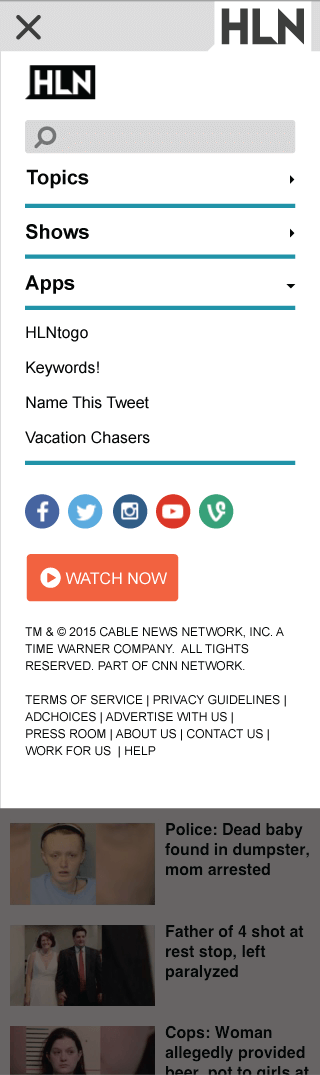 HLN
HLN
Topics
Shows
Apps
HLNtogo
Keywords!
Name This Tweet
Vacation Chasers
WATCH NOW
TM & © 2015 CABLE NEWS NETWORK, INC. A
TIME WARNER COMPANY. ALL TIGHTS
RESERVED. PART OF CNN NETWORK.
TERMS OF SERVICE | PRIVACY GUIDELINES |
ADCHOICES | ADVERTISE WITH US |
PRESS ROOM | ABOUT US | CONTACT US |
WORK FOR US | HELP
Police: Dead baby
found in dumpster,
mom arrested
Father of 4 shot at
rest stop, left
paralyzed
Cops: Woman
allegedly provided
beer, pot to girls at